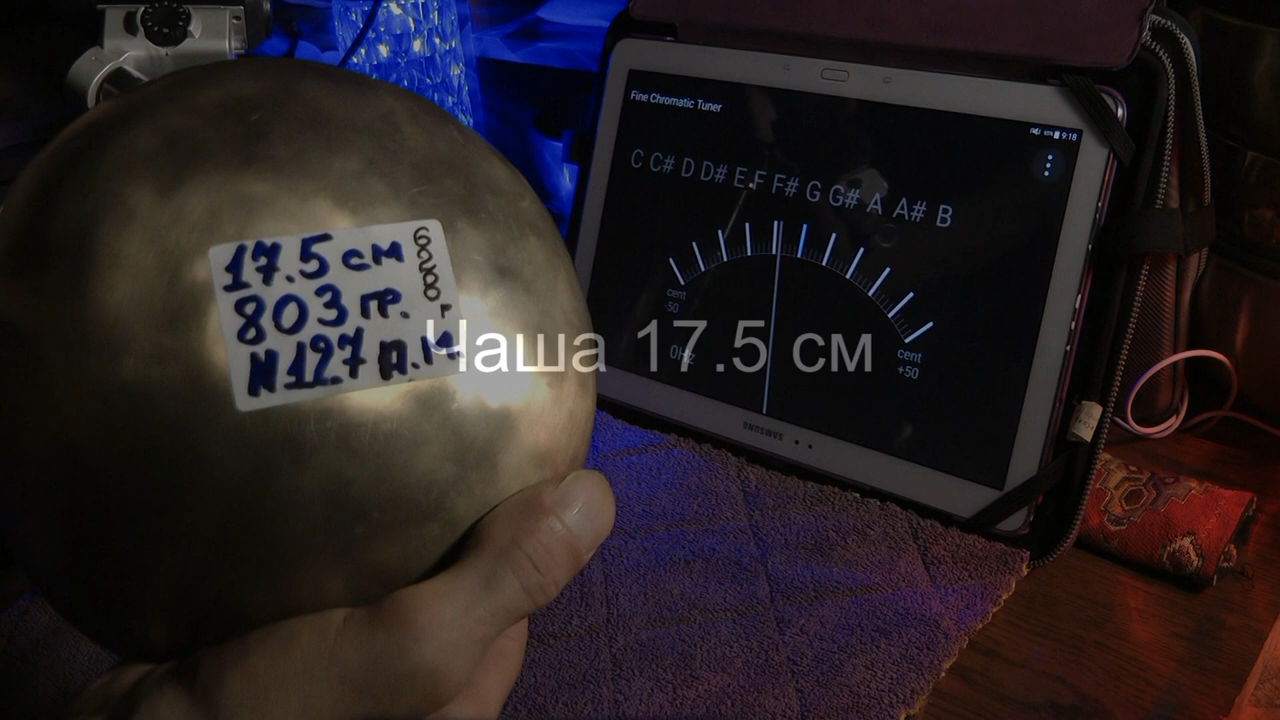 17.5 см
803 гр.
N127 п.м.
Чаша 17.5 см
Fine Chromatic Tuner
9:18
C C# D D# E F F# G G# A A# B
cent
-50
0Hz
cent
+50
SAMSUNG